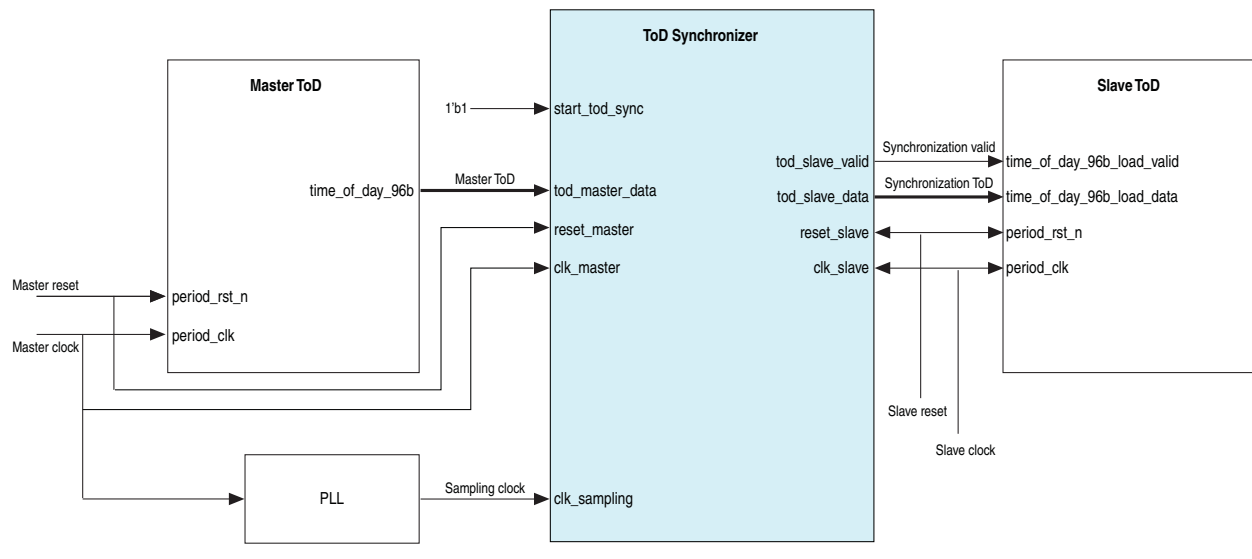 ToD Synchronizer
Master ToD
Slave ToD
1'b1
start_tod_sync
tod_slave_valid
Synchronization valid
time_of_day_96b_load_valid
time_of_day_96b
Master ToD
tod_master_data
tod_slave_data
Synchronization ToD
time_of_day_96b_load_data
reset_master
reset_slave
period_rst_n
clk_master
clk_slave
period_clk
Master reset
period_rst_n
Master clock
period_clk
Slave reset
Slave clock
PLL
Sampling clock
clk_sampling